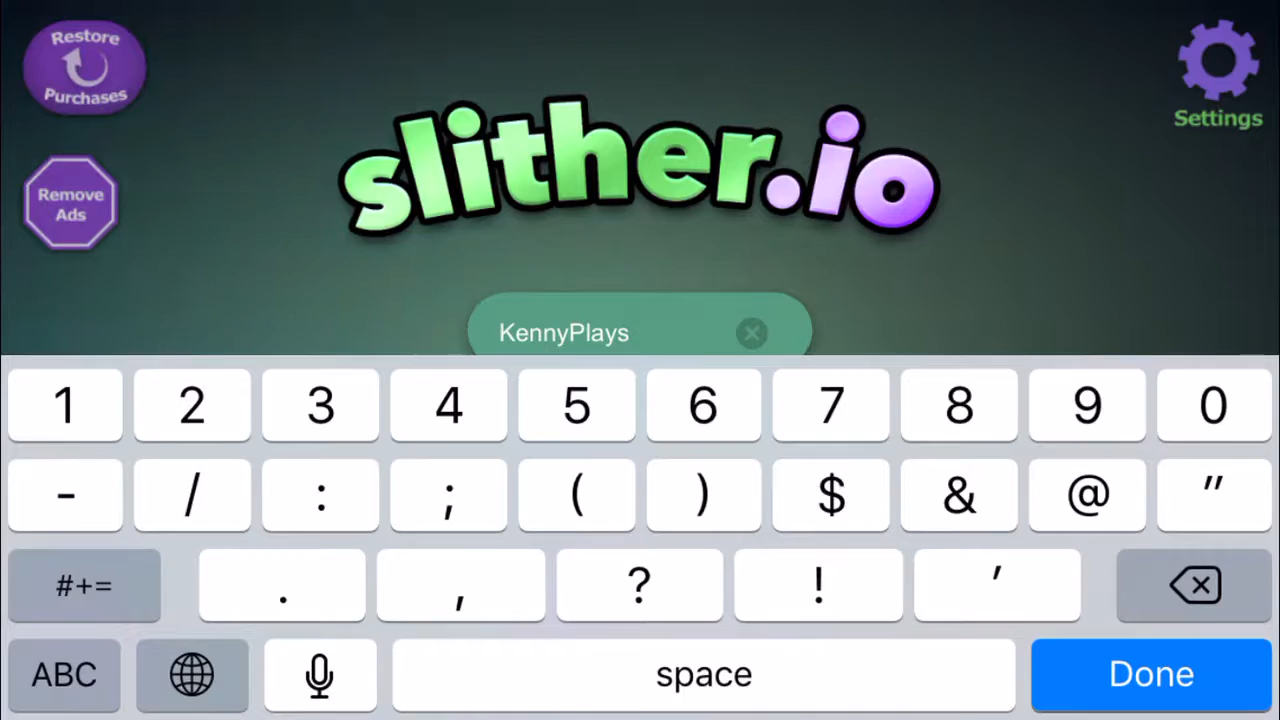 Restore
Purchases
Settings
slither.io
Remove
Ads
KennyPlays
1 2 3 4 5 6 7 8 9 0
- / : ; ( ) $ & @ "
#+= . , ? ! '
ABC space Done